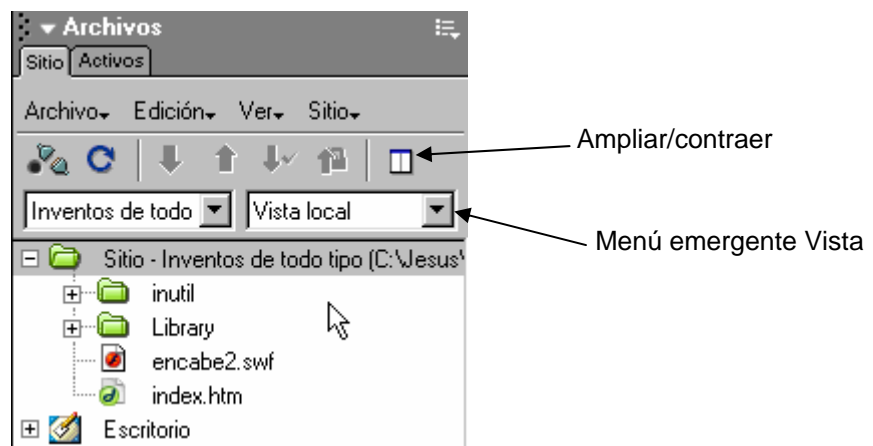 Archivos
Sitio Activos
Archivo Edición Ver Sitio
Ampliar/contraer
Inventos de todo Vista local
Menú emergente Vista
Sitio - Inventos de todo tipo (C:\Jesus\
inutil
Library
encabe2.swf
index.htm
Escritorio